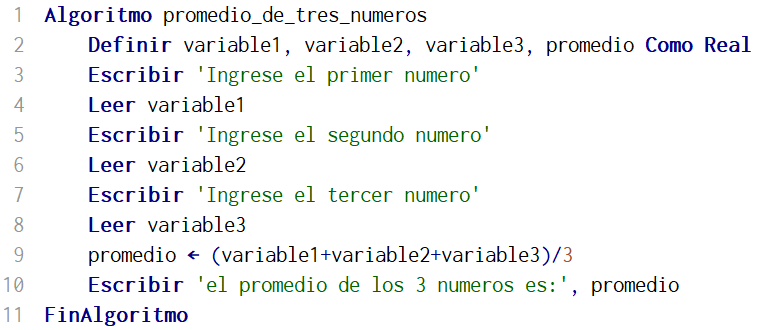 1 Algoritmo promedio_de_tres_numeros
2 Definir variable1, variable2, variable3, promedio Como Real
3 Escribir 'Ingrese el primer numero'
4 Leer variable1
5 Escribir 'Ingrese el segundo numero'
6 Leer variable2
7 Escribir 'Ingrese el tercer numero'
8 Leer variable3
9 promedio ← (variable1+variable2+variable3)/3
10 Escribir 'el promedio de los 3 numeros es:', promedio
11 FinAlgoritmo